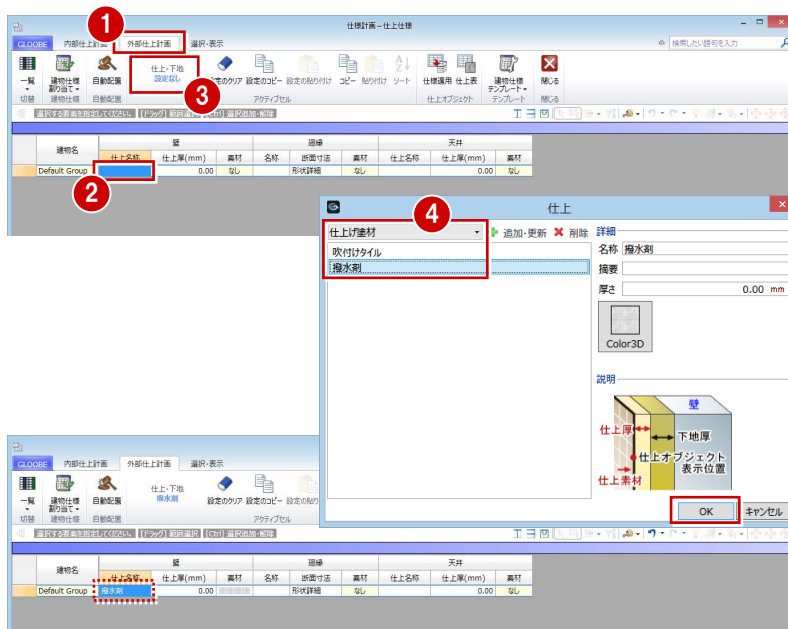 仕様計画 – 仕上仕様
1
GLOOBE 内部仕上計画 外部仕上計画 選択・表示 検索したい語句を入力
一覧 建物仕様割り当て 自動配置 仕上・下地 設定なし 設定のクリア 設定のコピー 設定の貼り付け コピー 貼り付け ソート 仕様適用 仕上表 建物仕様テンプレート 閉じる
3
切替 建物仕様 自動配置 アクティブセル 仕上オブジェクト テンプレート 閉じる
選択する要素を指定してください。 [[ドラッグ] 範囲選択] [[Ctrl] 選択追加・解除]
建物名 壁 廻縁 天井
仕上名称 仕上厚(mm) 素材 名称 断面寸法 素材 仕上名称 仕上厚(mm) 素材
Default Group 0.00 なし 形状詳細 なし 0.00 なし
2
仕上
4
仕上げ塗材 追加・更新 削除
吹付けタイル
撥水剤
詳細
名称 撥水剤
摘要
厚さ 0.00 mm
Color3D
説明
壁
仕上厚
下地厚
仕上オブジェクト
表示位置
仕上素材
OK キャンセル
GLOOBE 内部仕上計画 外部仕上計画 選択・表示
一覧 建物仕様割り当て 自動配置 仕上・下地 撥水剤 設定のクリア 設定のコピー 設定の貼り
切替 建物仕様 自動配置 アクティブセル
選択する要素を指定してください。 [[ドラッグ] 範囲選択] [[Ctrl] 選択追加・解除]
建物名 壁 廻縁 天井
仕上名称 仕上厚(mm) 素材 名称 断面寸法 素材 仕上名称 仕上厚(mm) 素材
Default Group 撥水剤 0.00 形状詳細 なし 0.00 なし